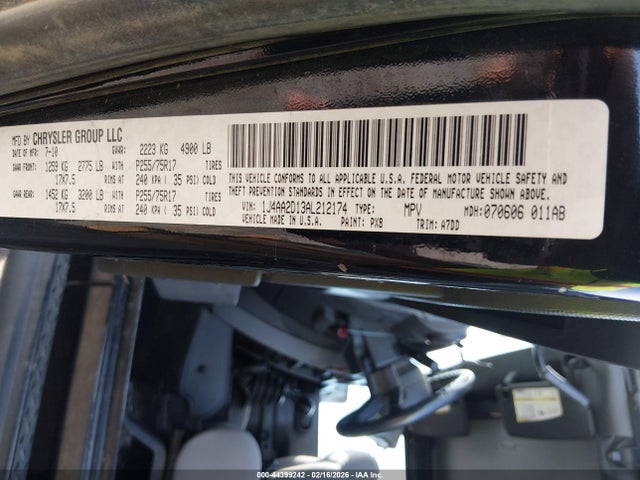 MFD BY CHRYSLER GROUP LLC
DATE OF MFR 7-10 GVWR: 2223 KG 4900 LB
GAWR FRONT: 1259 KG 2775 LB WITH P255/75R17 TIRES
17X7.5 RIMS AT 240 KPA ( 35 PSI) COLD
GAWR REAR: 1452 KG 3200 LB WITH P255/75R17 TIRES
17X7.5 RIMS AT 240 KPA ( 35 PSI) COLD
THIS VEHICLE CONFORMS TO ALL APPLICABLE U.S.A. FEDERAL MOTOR VEHICLE SAFETY AND
THEFT PREVENTION STANDARDS IN EFFECT ON THE DATE OF MANUFACTURE SHOWN ABOVE.
VIN: 1J4AA2D13AL212174 TYPE: MPV MDH: 070606 011AB
VEHICLE MADE IN U.S.A. PAINT: PX8 TRIM: A7DD
000-44399242 - 02/16/2026 - IAA Inc.